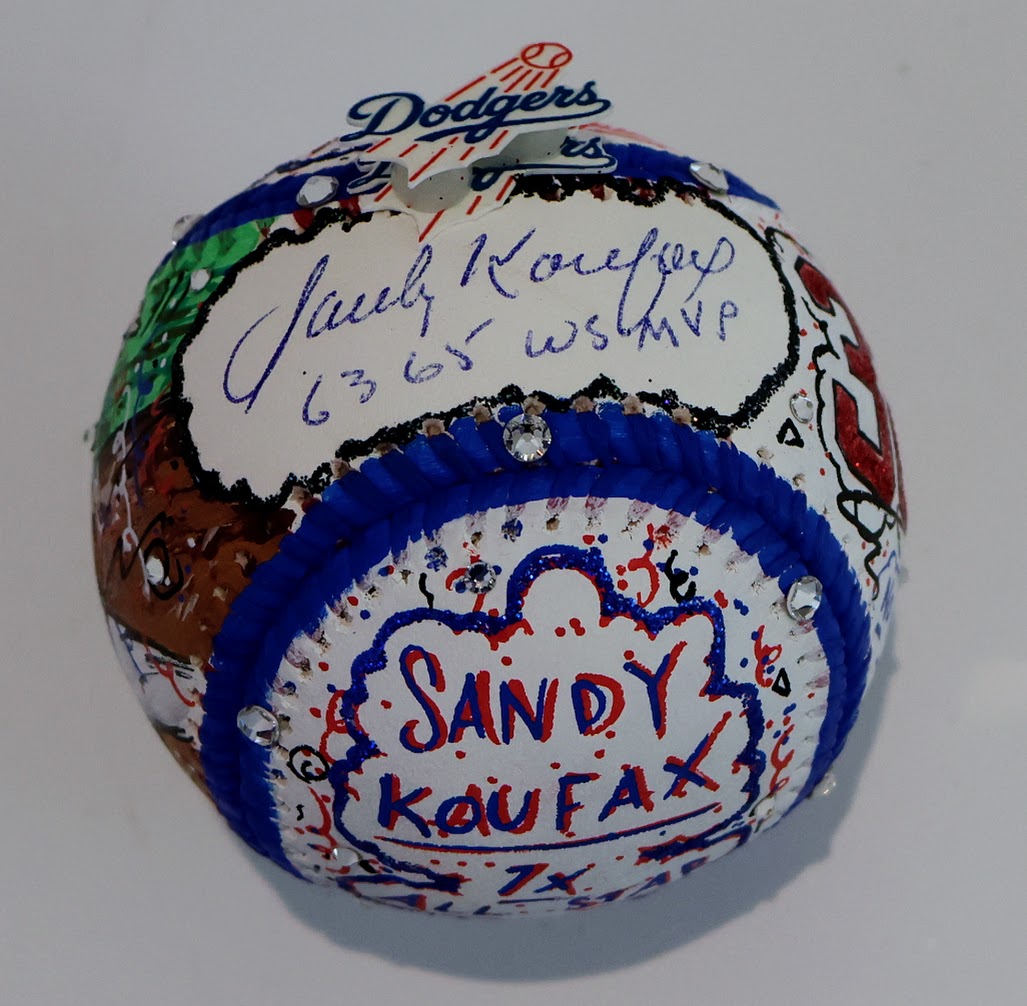 Dodgers
Sandy Koufax
63 65 WS MVP
SANDY
KOUFAX
7X
ALL STAR